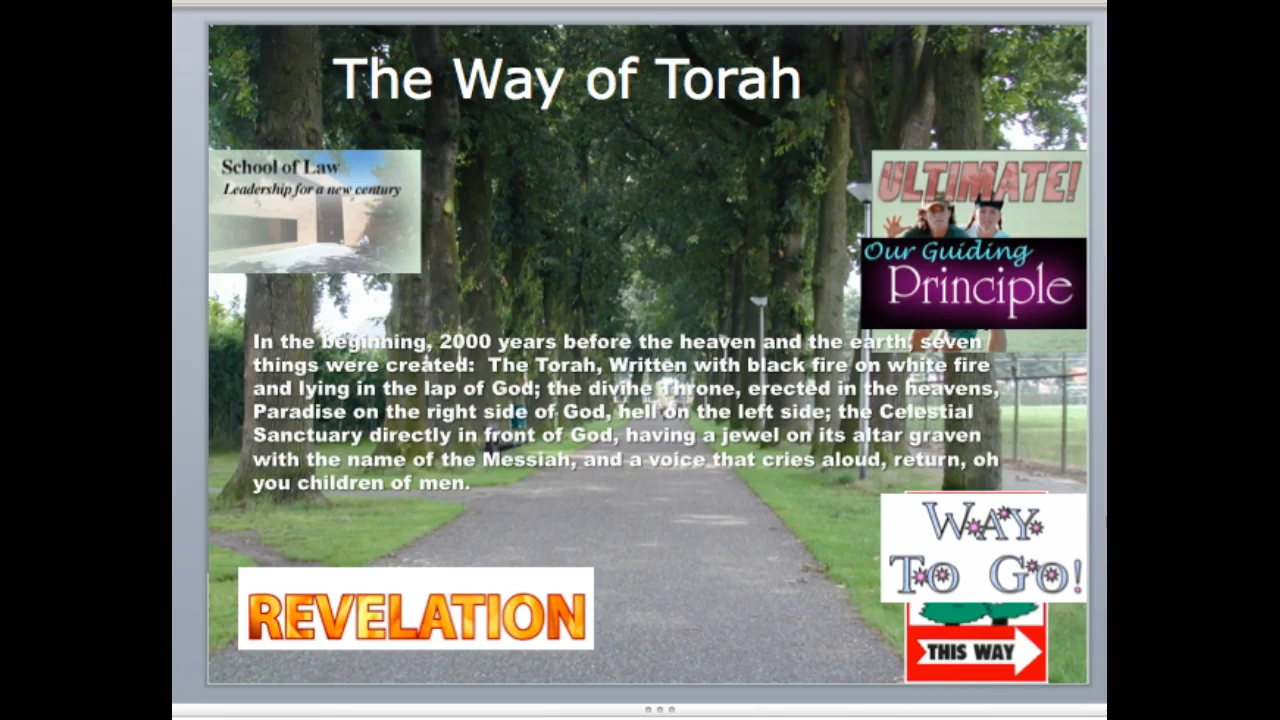 The Way of Torah
School of Law
Leadership for a new century
ULTIMATE!
Our Guiding
Principle
In the beginning, 2000 years before the heaven and the earth, seven
things were created:  The Torah, Written with black fire on white fire
and lying in the lap of God; the divine Throne, erected in the heavens,
Paradise on the right side of God, hell on the left side; the Celestial
Sanctuary directly in front of God, having a jewel on its altar graven
with the name of the Messiah, and a voice that cries aloud, return, oh
you children of men.
WAY
TO GO!
REVELATION
THIS WAY